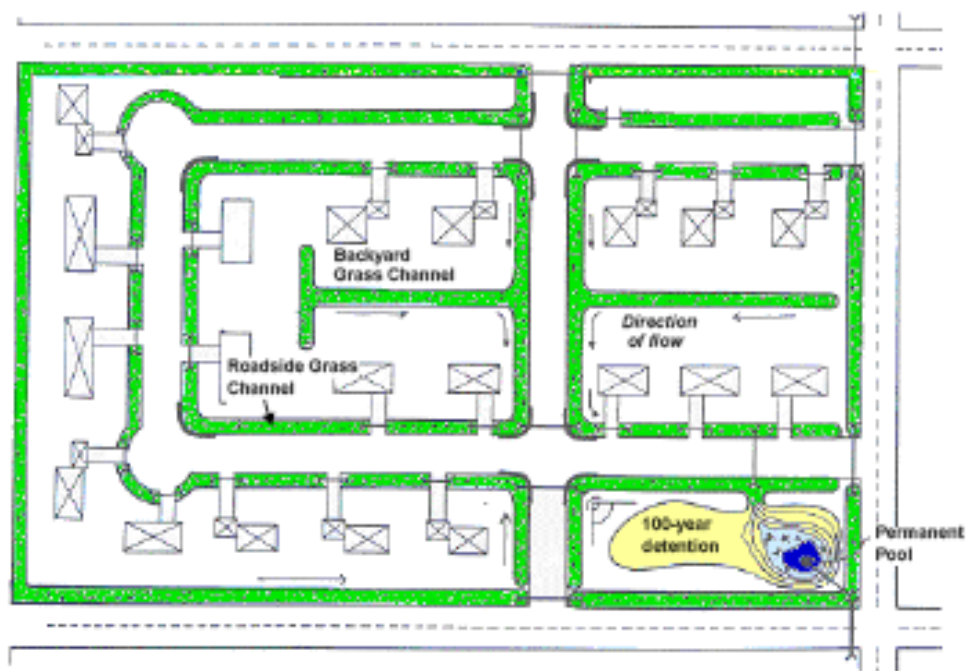 Backyard
Grass Channel
Direction
of flow
Roadside Grass
Channel
100-year
detention
Permanent
Pool